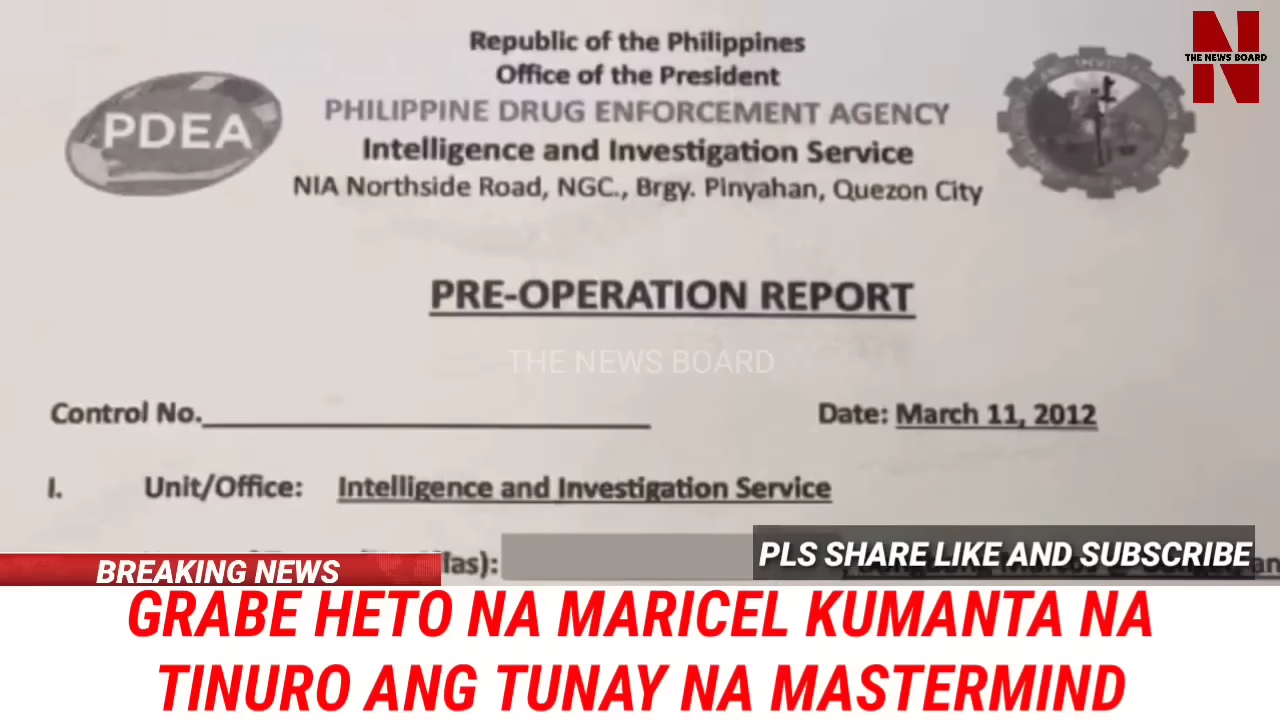 Republic of the Philippines
Office of the President
PHILIPPINE DRUG ENFORCEMENT AGENCY
Intelligence and Investigation Service
NIA Northside Road, NGC., Brgy. Pinyahan, Quezon City
PDEA
N
THE NEWS BOARD
PRE-OPERATION REPORT
THE NEWS BOARD
Control No. Date: March 11, 2012
I. Unit/Office: Intelligence and Investigation Service
PLS SHARE LIKE AND SUBSCRIBE
BREAKING NEWS
GRABE HETO NA MARICEL KUMANTA NA
TINURO ANG TUNAY NA MASTERMIND